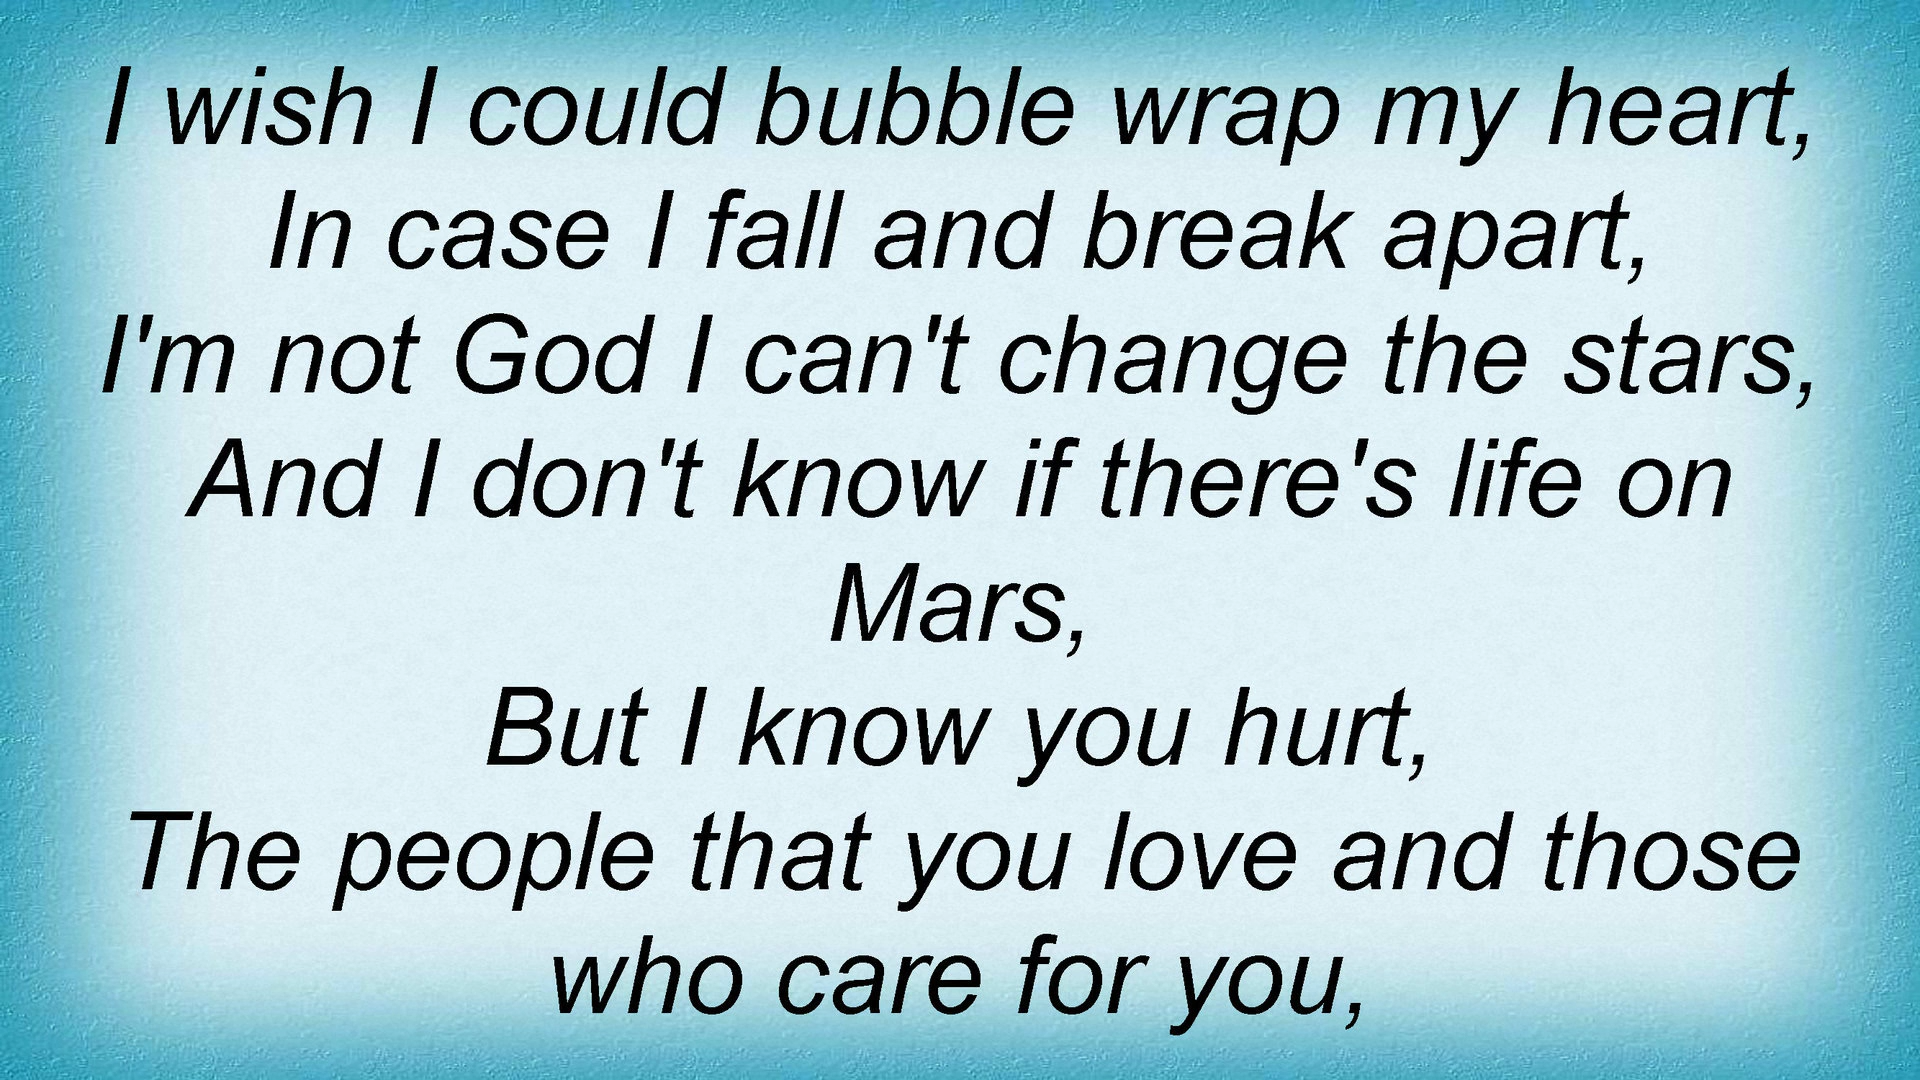 I wish I could bubble wrap my heart,
In case I fall and break apart,
I'm not God I can't change the stars,
And I don't know if there's life on
Mars,
But I know you hurt,
The people that you love and those
who care for you,